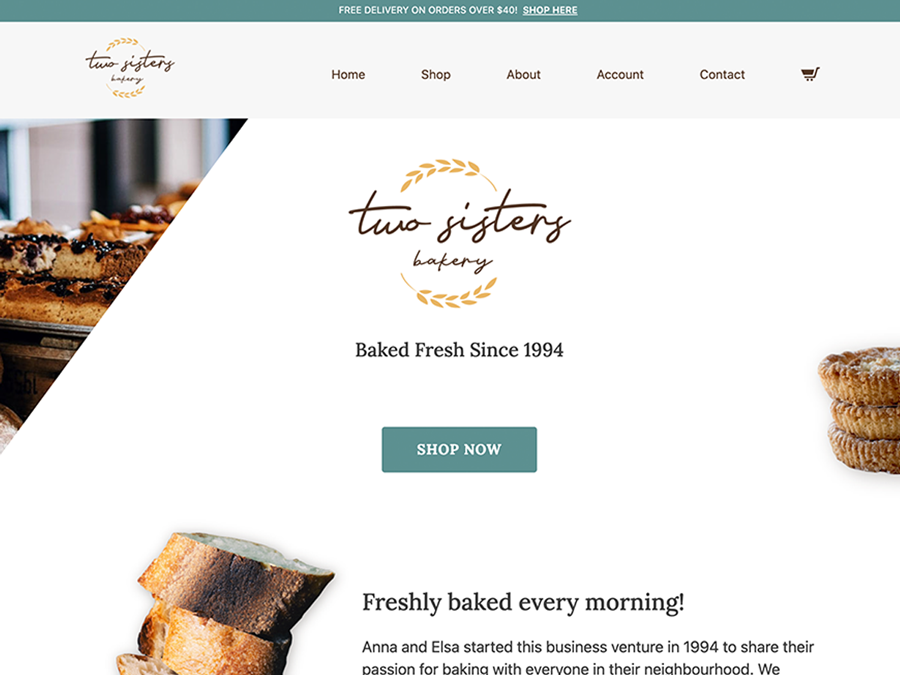 FREE DELIVERY ON ORDERS OVER $40! SHOP HERE
two sisters
bakery
Home Shop About Account Contact
two sisters
bakery
Baked Fresh Since 1994
SHOP NOW
Freshly baked every morning!
Anna and Elsa started this business venture in 1994 to share their
passion for baking with everyone in their neighbourhood. We